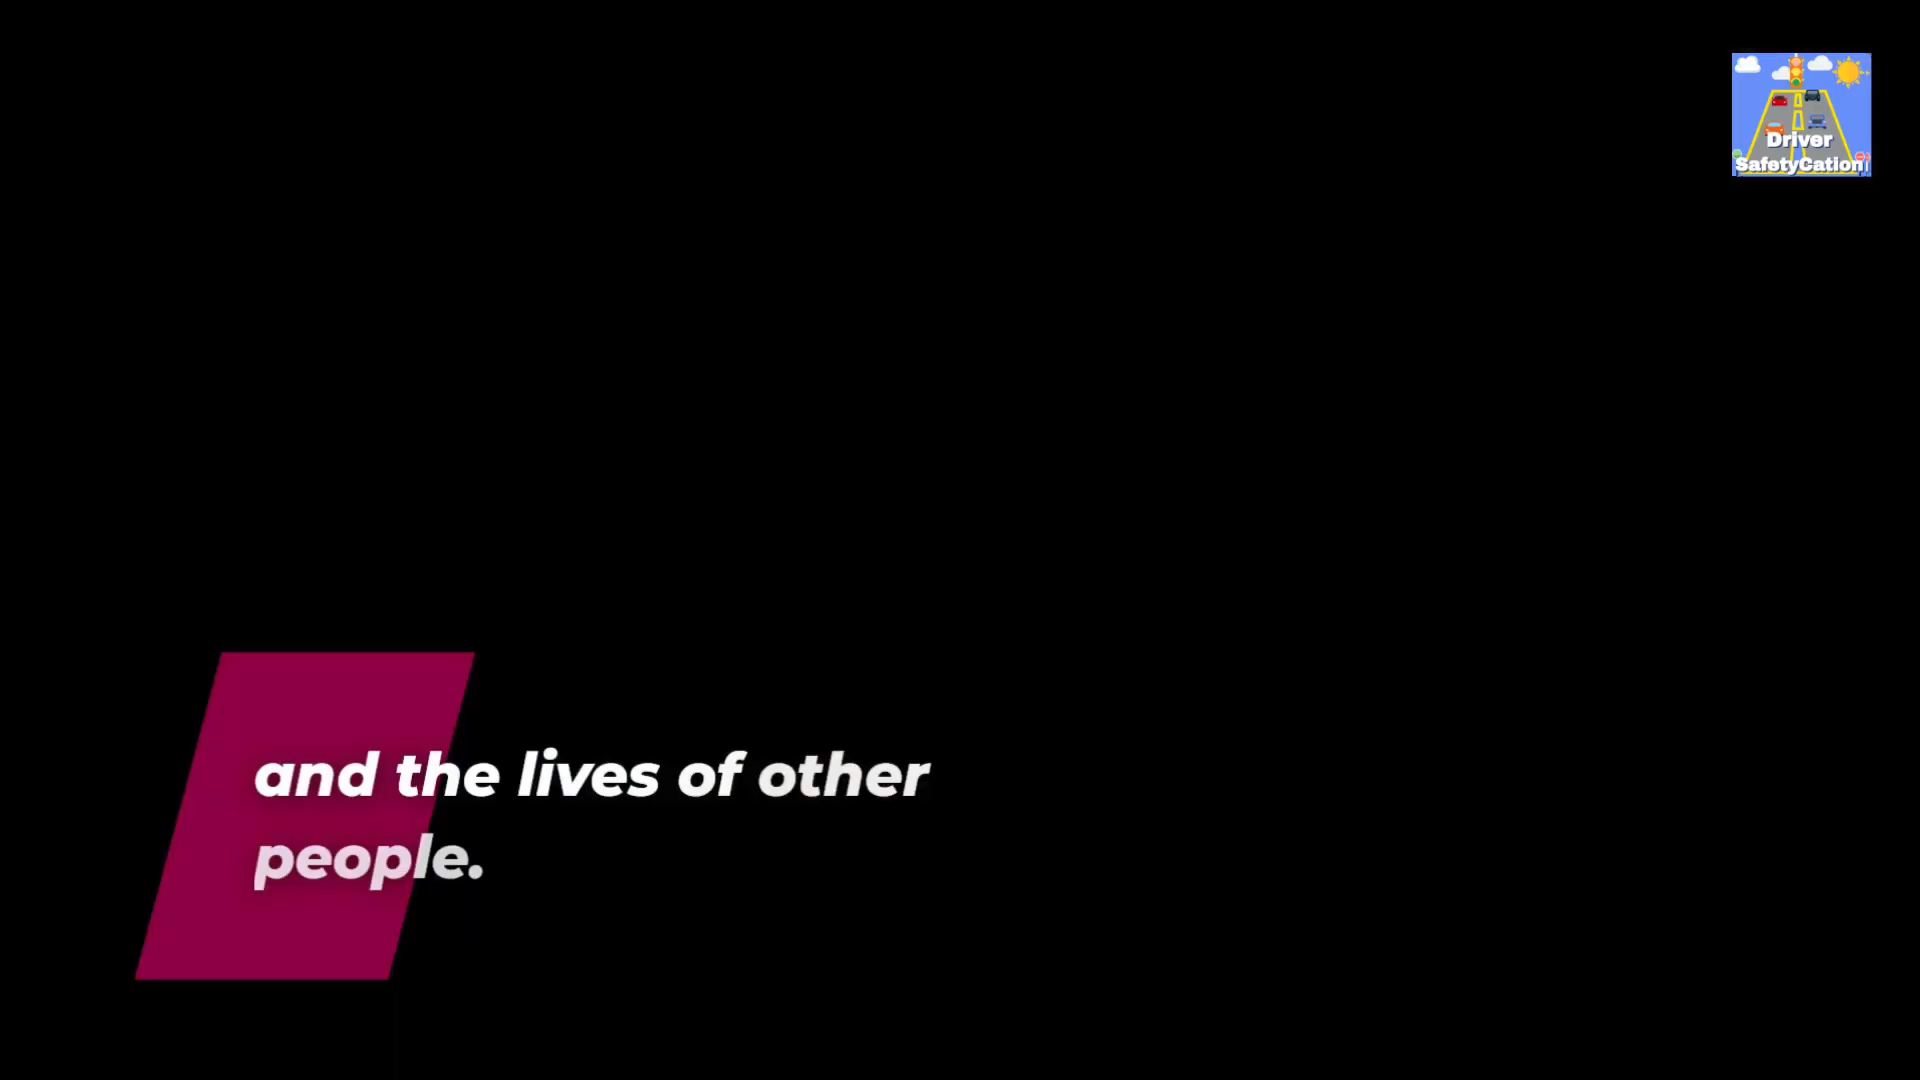 Driver
SafetyCation
and the lives of other
people.